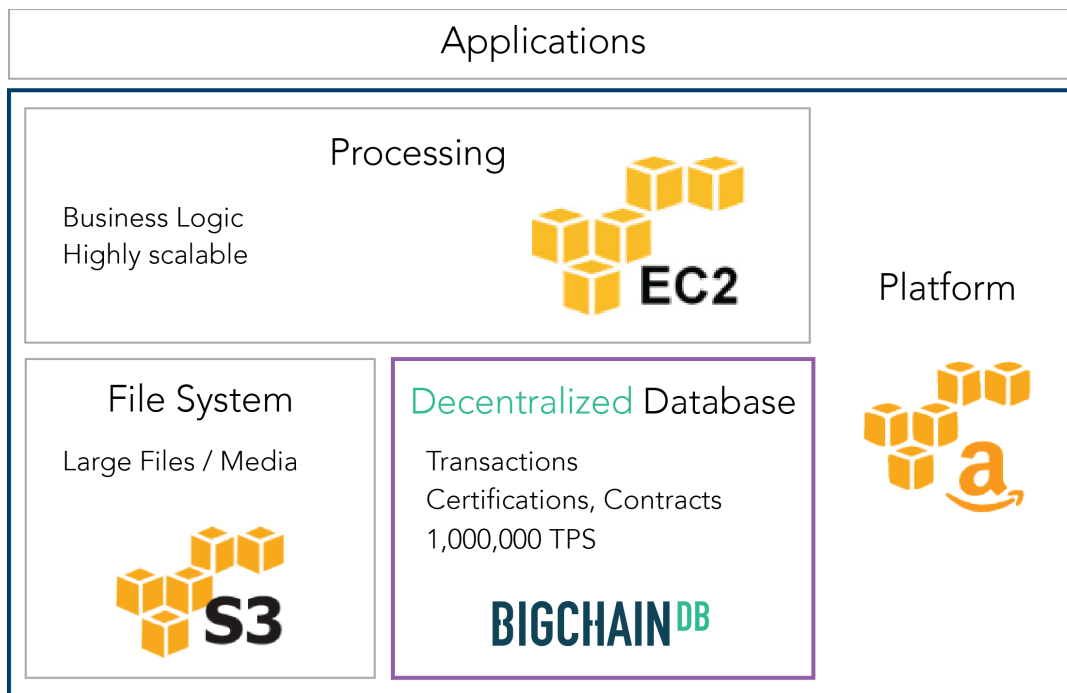 Applications
Processing
Business Logic
Highly scalable
EC2
Platform
a
File System
Large Files / Media
S3
Decentralized Database
Transactions
Certifications, Contracts
1,000,000 TPS
BIGCHAINDB